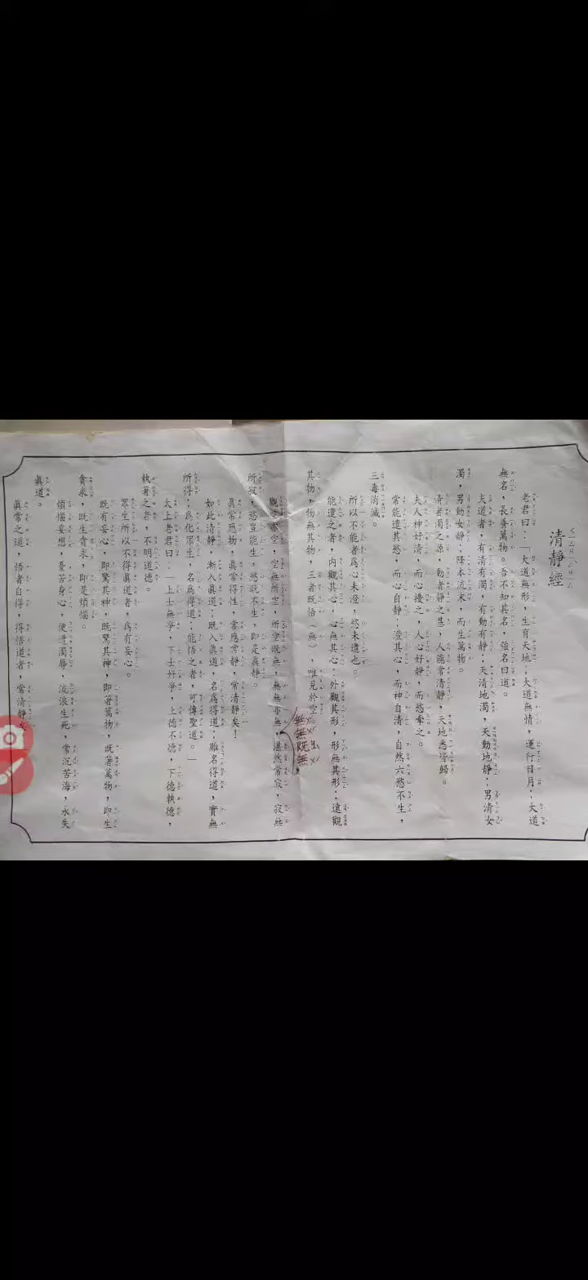 清靜經
老君曰：「大道無形，生育天地；大道無情，運行日月；大道
無名，長養萬物。吾不知其名，強名曰道。
夫道者，有清有濁，有動有靜；天清地濁，天動地靜；男清女
濁，男動女靜；降本流末，而生萬物。
清者濁之源，動者靜之基，人能常清靜，天地悉皆歸。
夫人神好清，而心擾之，人心好靜，而慾牽之。
常能遣其慾，而心自靜；澄其心，而神自清，自然六慾不生，
三毒消滅。
所以不能者為心未澄，慾未遣也。
能遣之者，內觀其心，心無其心；外觀其形，形無其形；遠觀
其物，物無其物，三者既悟（無），唯見於空
無無既無
觀空亦空，空無所空，所空既無，無無亦無，湛然常寂，寂無
所寂，慾豈能生，慾既不生，即是真靜。
真常應物，真常得性，常應常靜，常清靜矣！
如此清靜，漸入真道；既入真道，名為得道；雖名得道，實無
所得；為化眾生，名為得道；能悟之者，可傳聖道。」
太上老君曰：「上士無爭，下士好爭，上德不德，下德執德，
執著之者，不明道德。
眾生所以不得真道者，為有妄心。
既有妄心，即驚其神，既驚其神，即著萬物，既著萬物，即生
貪求，既生貪求，即是煩惱。
煩惱妄想，憂苦身心，便遭濁辱，流浪生死，常沉苦海，永失
真道。
真常之道，悟者自得，得悟道者，常清靜矣